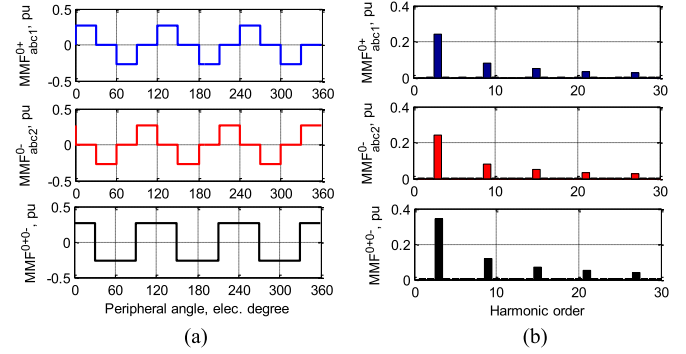 MMF0+abc1, pu
0.5
0
-0.5
0 60 120 180 240 300 360
MMF0-abc2, pu
0.5
0
-0.5
0 60 120 180 240 300 360
MMF0+0-, pu
0.5
0
-0.5
0 60 120 180 240 300 360
Peripheral angle, elec. degree
(a)
MMF0+abc1, pu
0.4
0.2
0
0 10 20 30
MMF0-abc2, pu
0.4
0.2
0
0 10 20 30
MMF0+0-, pu
0.4
0.2
0
0 10 20 30
Harmonic order
(b)